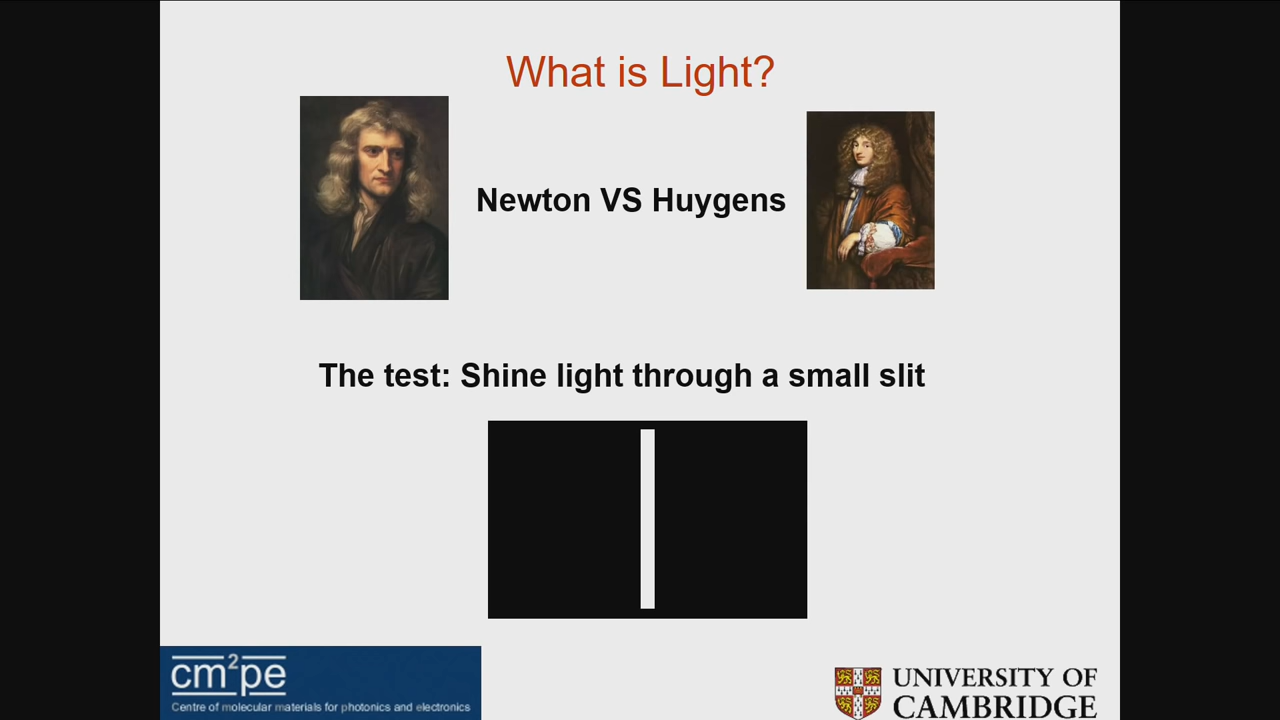 What is Light?
Newton VS Huygens
The test: Shine light through a small slit
cm²pe
Centre of molecular materials for photonics and electronics
UNIVERSITY OF
CAMBRIDGE